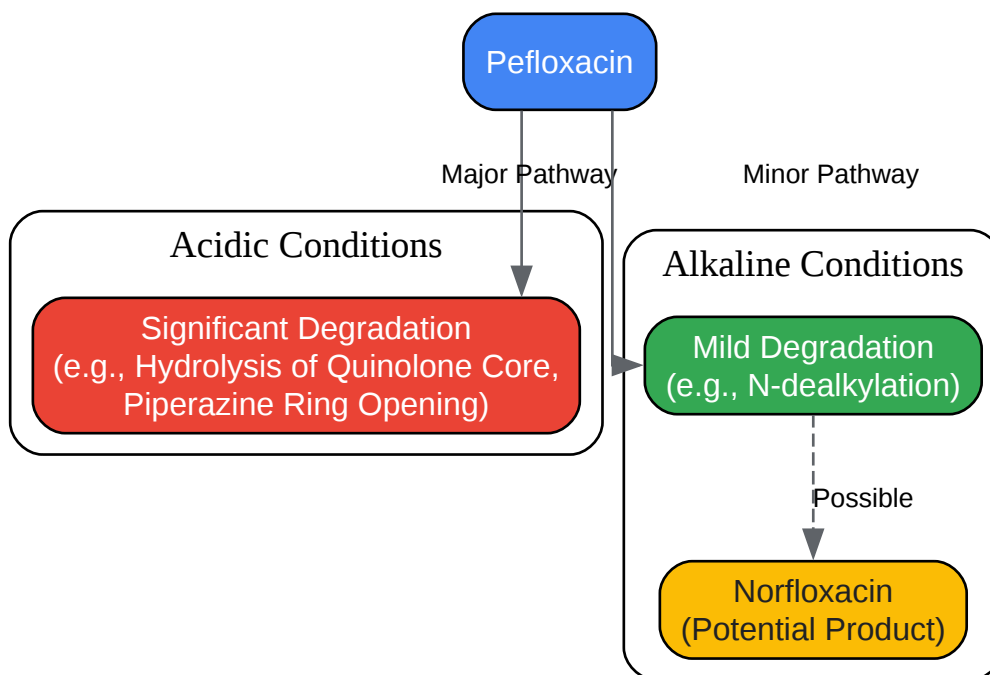 Pefloxacin
Major Pathway
Minor Pathway
Acidic Conditions
Significant Degradation
(e.g., Hydrolysis of Quinolone Core,
Piperazine Ring Opening)
Alkaline Conditions
Mild Degradation
(e.g., N-dealkylation)
Possible
Norfloxacin
(Potential Product)